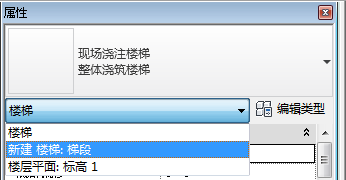 属性
现场浇注楼梯
整体浇筑楼梯
楼梯
编辑类型
楼梯
新建 楼梯: 梯段
楼层平面: 标高 1